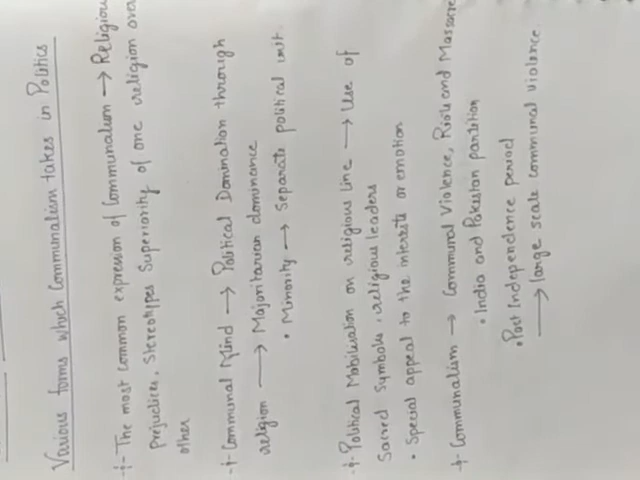 Various forms which Communalism takes in Politics
-|- The most common expression of Communalism → Religious
Prejudices. Stereotypes Superiority of one religion over
other
-|- Communal Mind → Political Domination through
religion → Majoritarian dominance
• Minority → Separate political unit.
-|- Political Mobilisation on religious line → Use of
Sacred Symbols, religious leaders
• Special appeal to the or emotion
-|- Communalism → Communal Violence, Riots and Massacre
• India and Pakistan partition
• Post Independence period
→ large scale communal violence